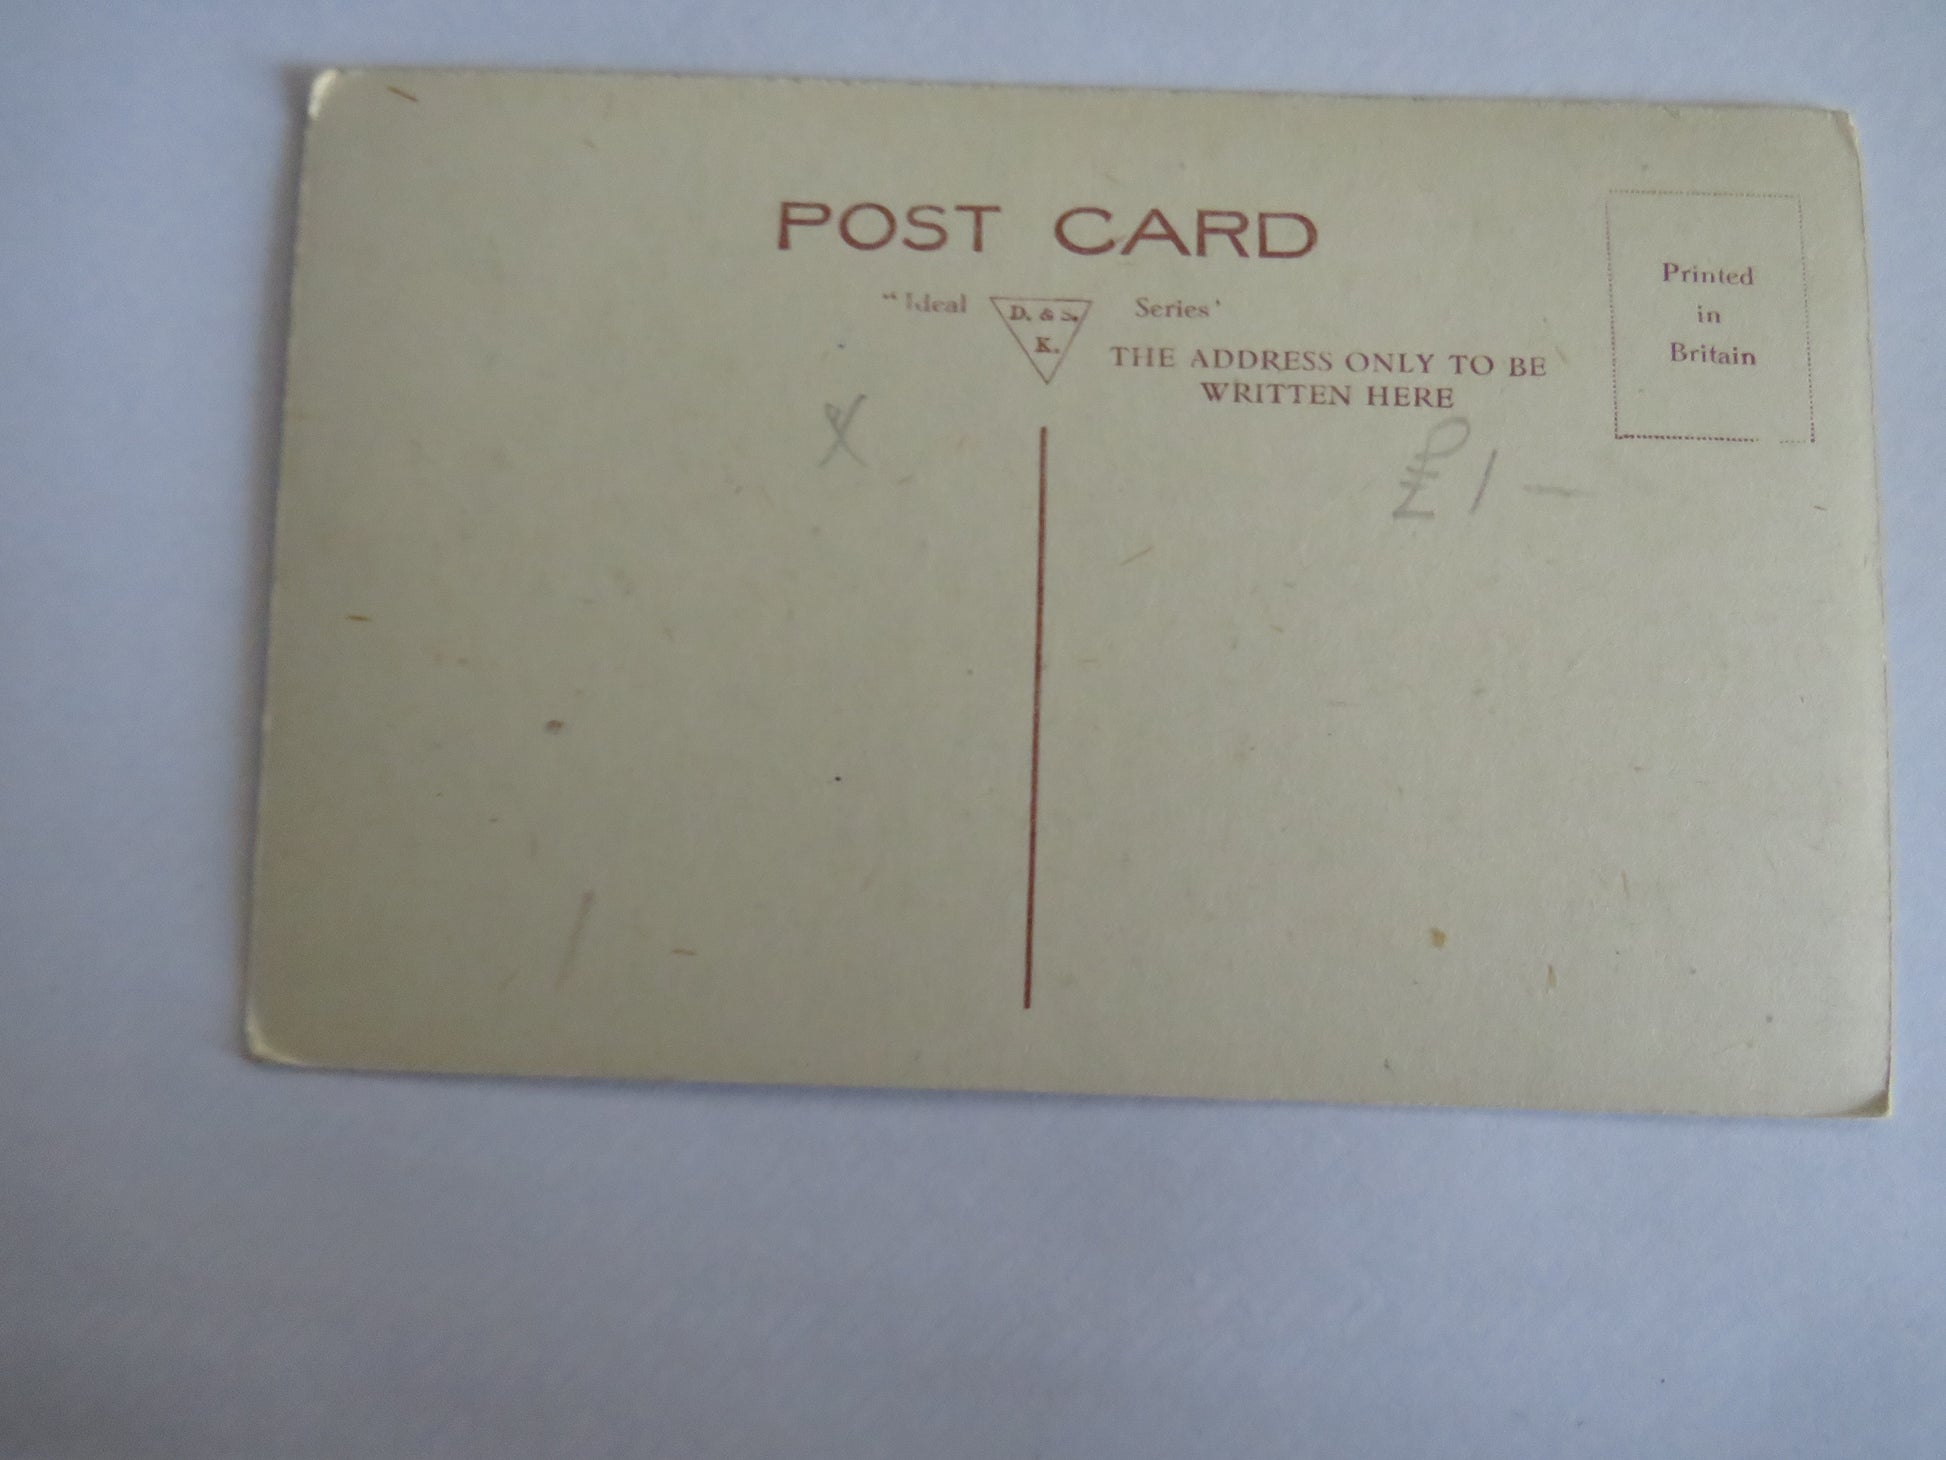 POST CARD
"Ideal D. & S. K. Series'
THE ADDRESS ONLY TO BE
WRITTEN HERE
Printed
in
Britain
X
£1 —